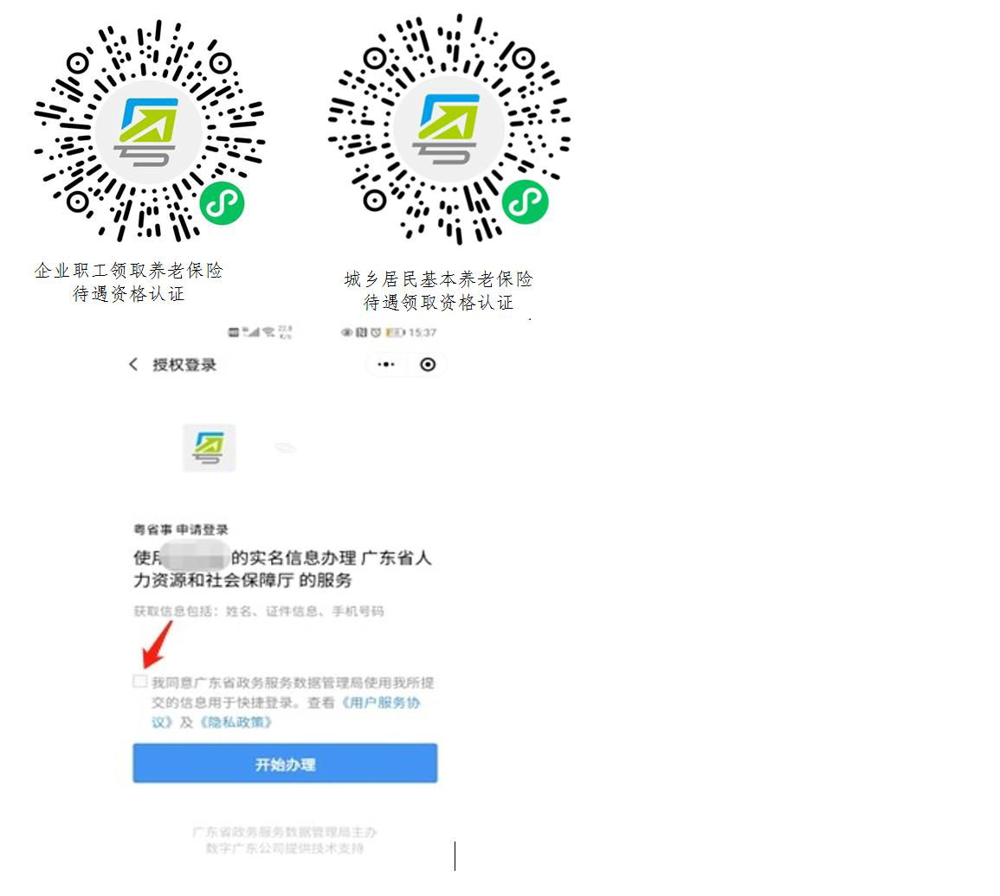 企业职工领取养老保险
待遇资格认证
城乡居民基本养老保险
待遇领取资格认证
22.8
K/s
15:37
授权登录
粤省事 申请登录
使用 的实名信息办理 广东省人
力资源和社会保障厅 的服务
获取信息包括：姓名、证件信息、手机号码
我同意广东省政务服务数据管理局使用我所提
交的信息用于快捷登录。查看《用户服务协
议》及《隐私政策》
开始办理
广东省政务服务数据管理局主办
数字广东公司提供技术支持